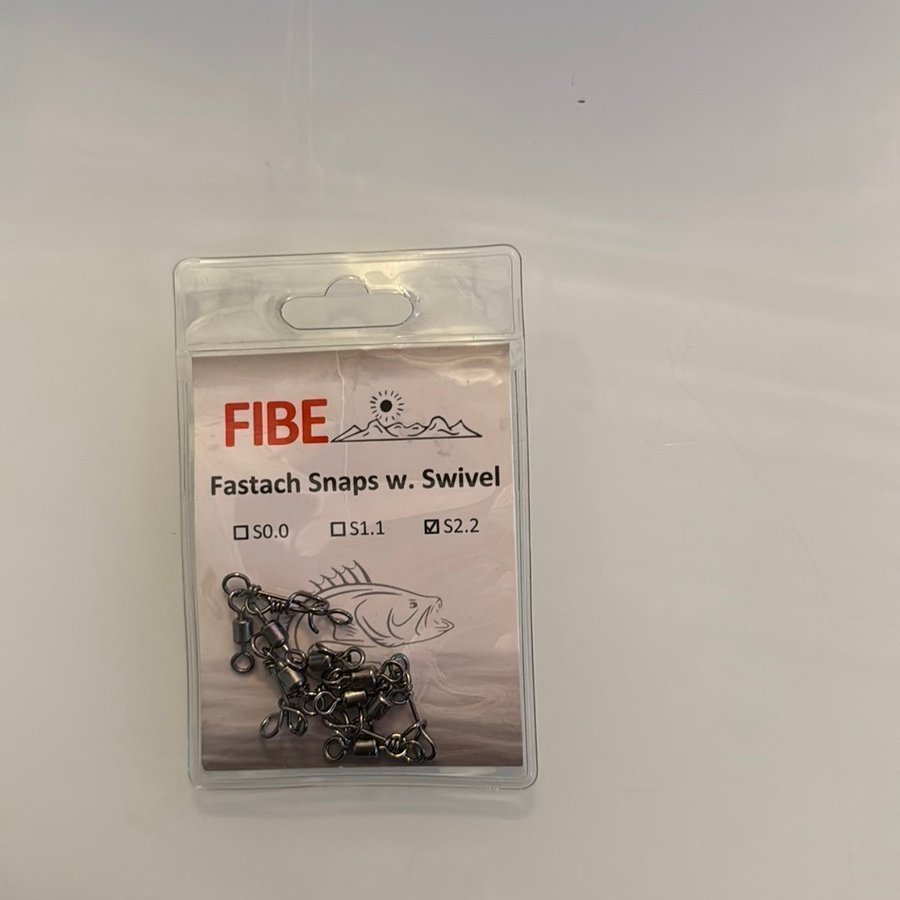 FIBE
Fastach Snaps w. Swivel
☐ S0.0 ☐ S1.1 ☑ S2.2